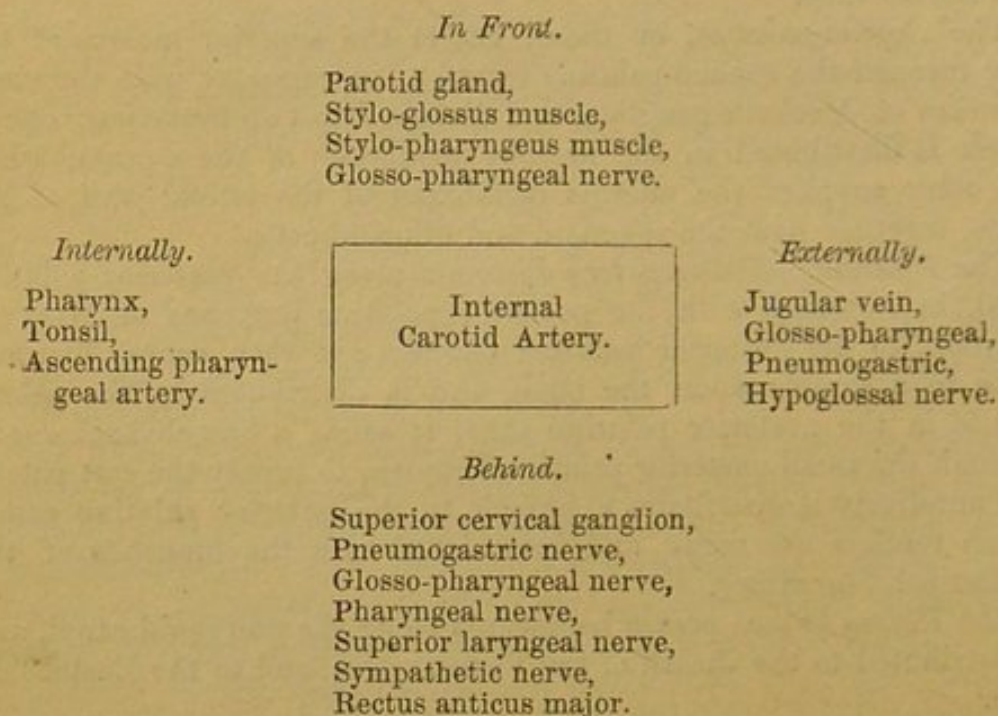 In Front.
Parotid gland,
Stylo-glossus muscle,
Stylo-pharyngeus muscle,
Glosso-pharyngeal nerve.
Internally.
Pharynx,
Tonsil,
Ascending pharyn-
geal artery.
Internal
Carotid Artery.
Externally.
Jugular vein,
Glosso-pharyngeal,
Pneumogastric,
Hypoglossal nerve.
Behind.
Superior cervical ganglion,
Pneumogastric nerve,
Glosso-pharyngeal nerve,
Pharyngeal nerve,
Superior laryngeal nerve,
Sympathetic nerve,
Rectus anticus major.